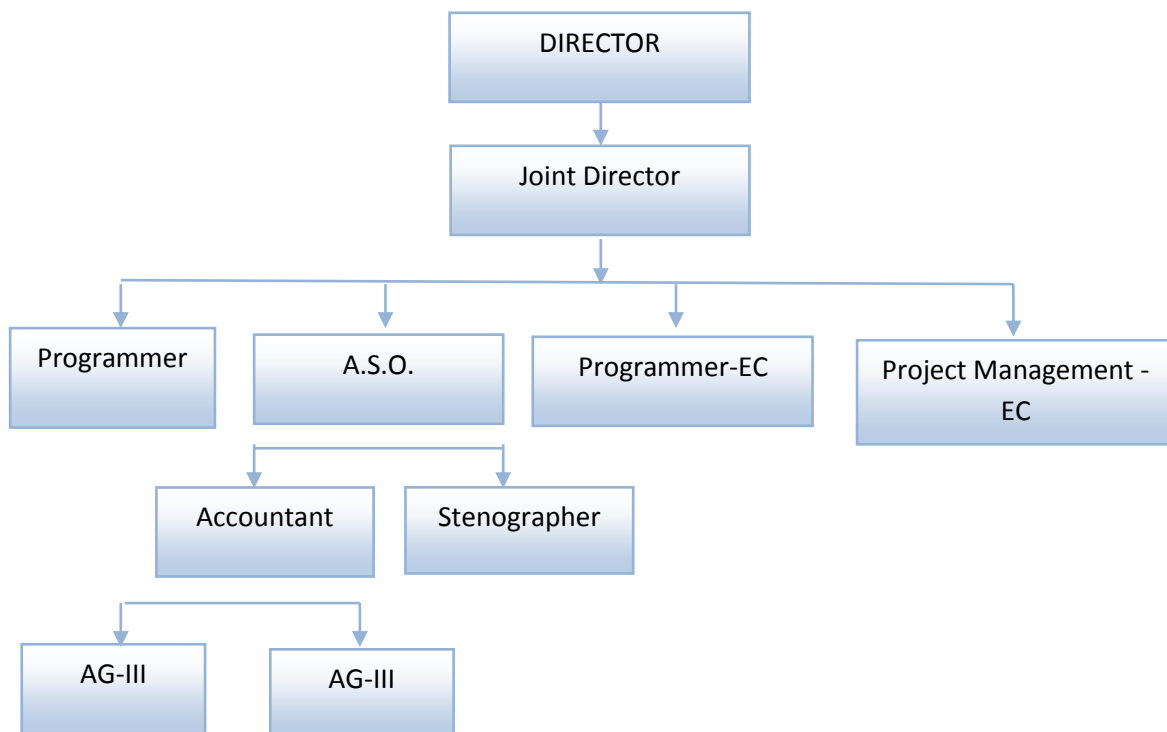 DIRECTOR
Joint Director
Programmer
A.S.O.
Programmer-EC
Project Management -
EC
Accountant
Stenographer
AG-III
AG-III